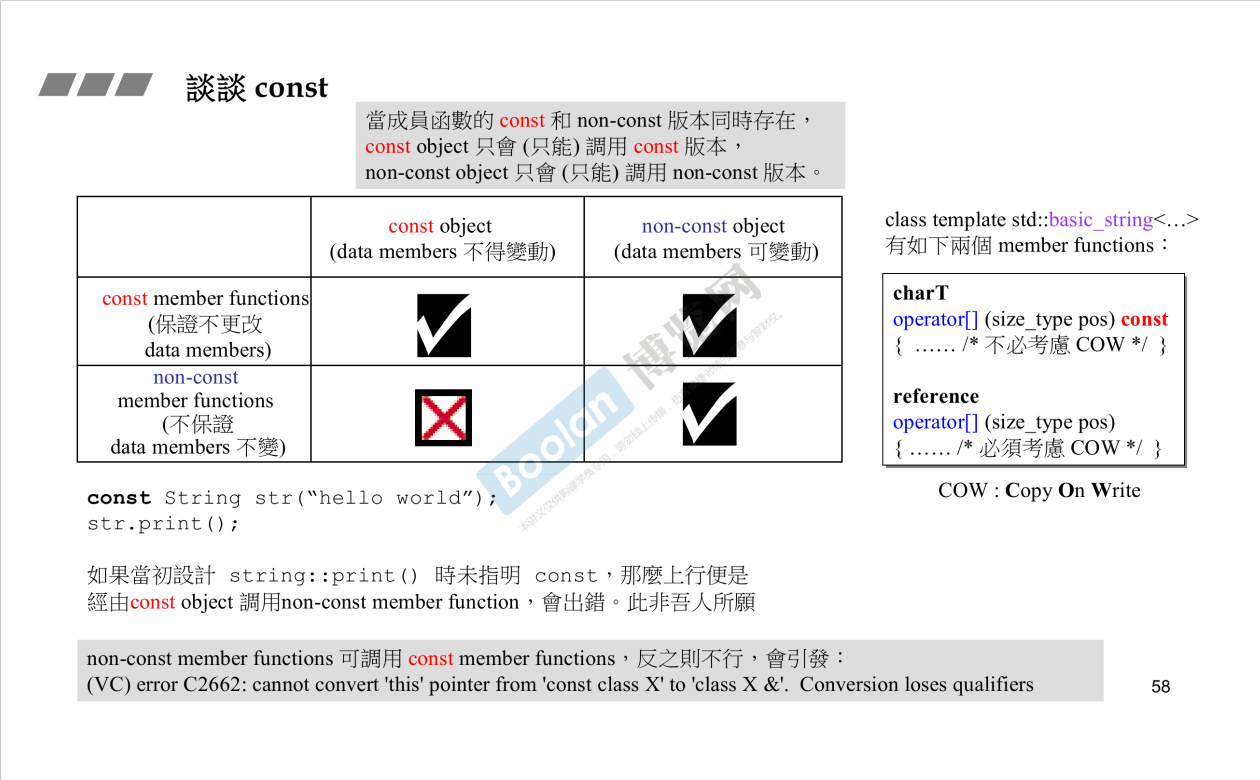 談談 const
當成員函數的 const 和 non-const 版本同時存在，
const object 只會 (只能) 調用 const 版本，
non-const object 只會 (只能) 調用 non-const 版本。
const object
(data members 不得變動)
non-const object
(data members 可變動)
const member functions
(保證不更改
data members)
non-const
member functions
(不保證
data members 不變)
class template std::basic_string<…>
有如下兩個 member functions：
charT
operator[] (size_type pos) const
{ …… /* 不必考慮 COW */ }
reference
operator[] (size_type pos)
{ …… /* 必須考慮 COW */ }
COW : Copy On Write
const String str(“hello world”);
str.print();
如果當初設計 string::print() 時未指明 const，那麼上行便是
經由const object 調用non-const member function，會出錯。此非吾人所願
non-const member functions 可調用 const member functions，反之則不行，會引發：
(VC) error C2662: cannot convert 'this' pointer from 'const class X' to 'class X &'. Conversion loses qualifiers
58
Boolan 博览网